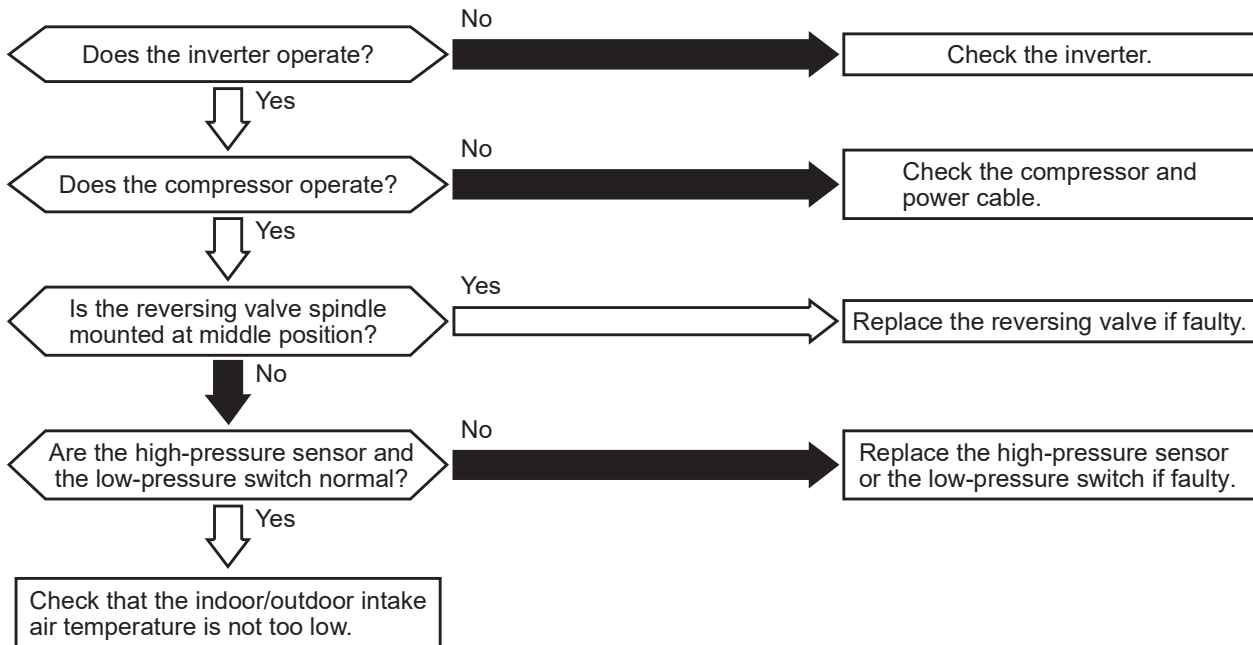 Does the inverter operate?
No
Check the inverter.
Yes
Does the compressor operate?
No
Check the compressor and
power cable.
Yes
Is the reversing valve spindle
mounted at middle position?
Yes
Replace the reversing valve if faulty.
No
Are the high-pressure sensor and
the low-pressure switch normal?
No
Replace the high-pressure sensor
or the low-pressure switch if faulty.
Yes
Check that the indoor/outdoor intake
air temperature is not too low.